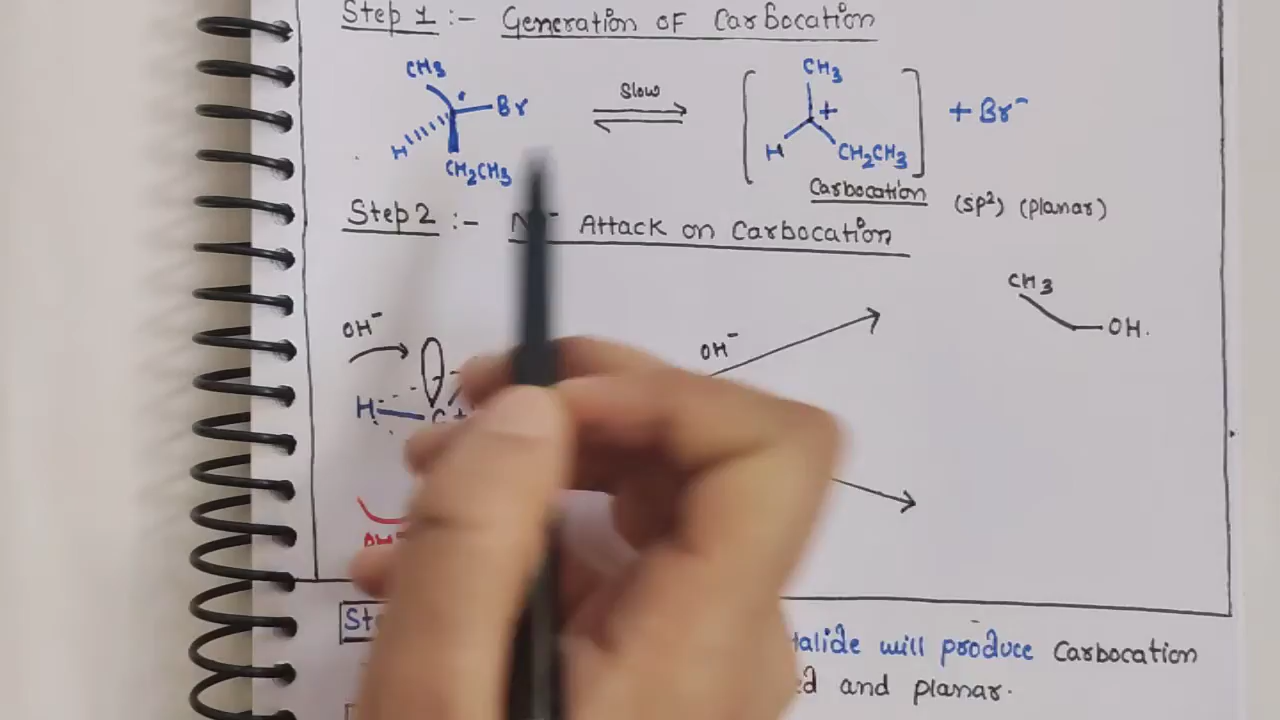 Step 1 :- Generation of Carbocation
CH3
Br
H
CH2CH3
Slow
CH3
+
H
CH2CH3
+ Br-
Carbocation (sp2) (planar)
Step 2 :- Attack on Carbocation
CH3
OH.
OH-
OH-
H
C +
halide will produce Carbocation
and planar.